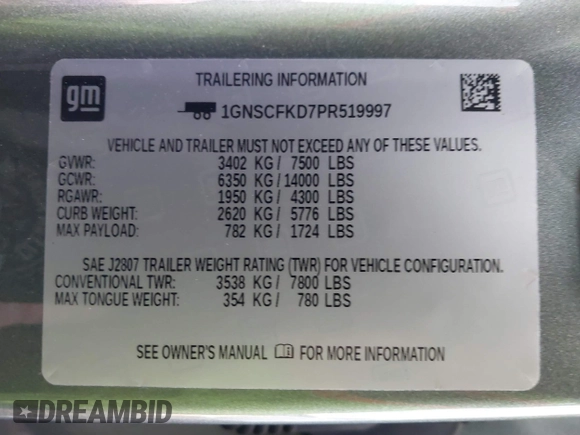 gm
TRAILERING INFORMATION
1GNSCFKD7PR519997
VEHICLE AND TRAILER MUST NOT EXCEED ANY OF THESE VALUES.
GVWR: 3402 KG / 7500 LBS
GCWR: 6350 KG / 14000 LBS
RGAWR: 1950 KG / 4300 LBS
CURB WEIGHT: 2620 KG / 5776 LBS
MAX PAYLOAD: 782 KG / 1724 LBS
SAE J2807 TRAILER WEIGHT RATING (TWR) FOR VEHICLE CONFIGURATION.
CONVENTIONAL TWR: 3538 KG / 7800 LBS
MAX TONGUE WEIGHT: 354 KG / 780 LBS
SEE OWNER'S MANUAL FOR MORE INFORMATION
DREAMBID